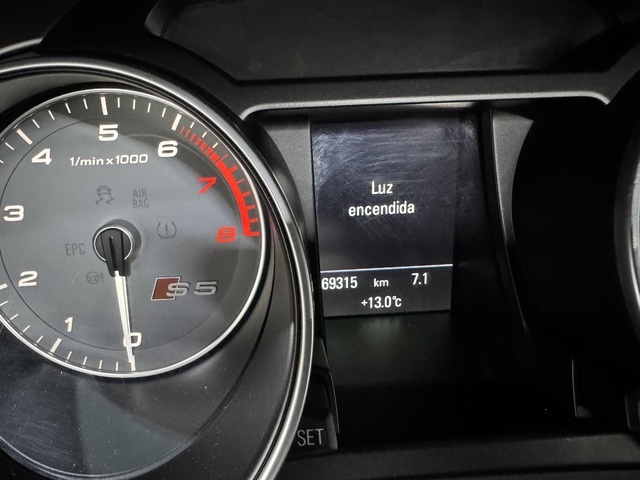 5
4
6
1/min x 1000
7
AIR
BAG
3
8
EPC
S5
2
1
0
Luz
encendida
69315 km 7.1
+13.0°C
SET